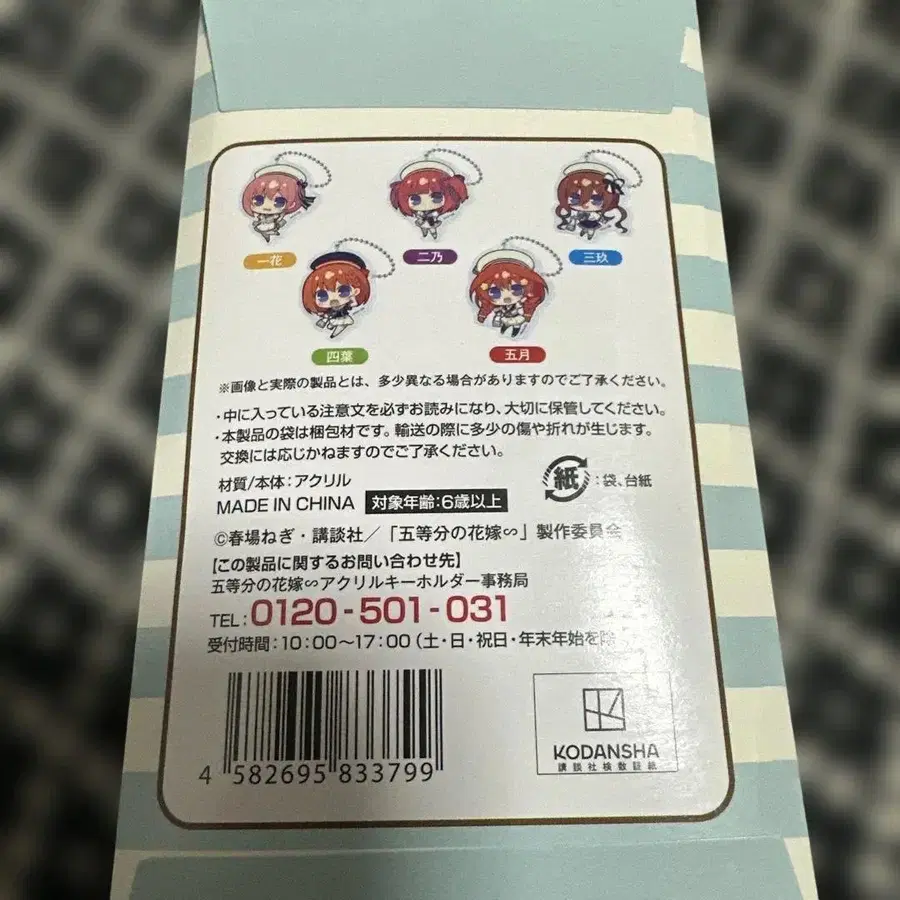 一花
二乃
三玖
四葉
五月
※画像と実際の製品とは、多少異なる場合がありますのでご了承ください。
・中に入っている注意文を必ずお読みになり、大切に保管してください。
・本製品の袋は梱包材です。輸送の際に多少の傷や折れが生じます。
交換には応じかねますのでご了承ください。
材質/本体:アクリル
紙:袋、台紙
MADE IN CHINA 対象年齢:6歳以上
©春場ねぎ・講談社/「五等分の花嫁∽」製作委員会
【この製品に関するお問い合わせ先】
五等分の花嫁∽アクリルキーホルダー事務局
TEL:0120-501-031
受付時間:10:00~17:00(土・日・祝日・年末年始を
4 582695 833799
KODANSHA
講談社検数証紙